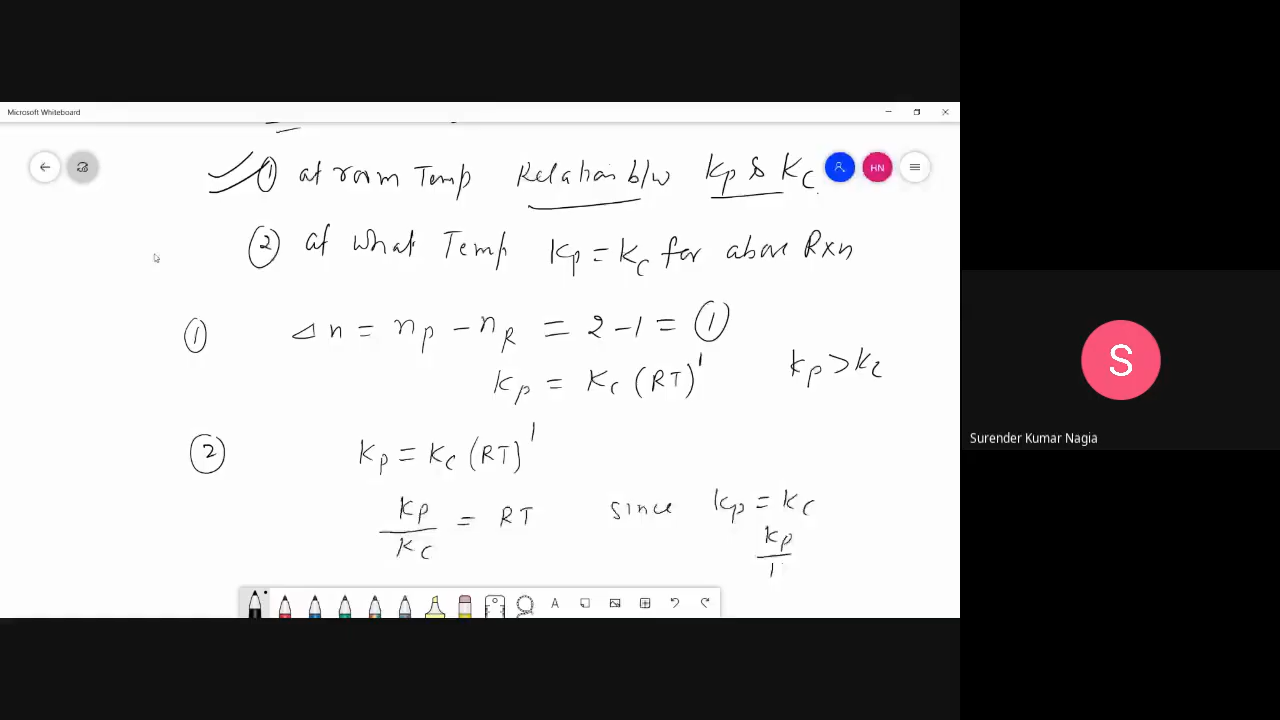 Microsoft Whiteboard
① at room Temp Relation b/w Kp & Kc.
HN
② at what Temp Kp = Kc for above Rxn
① Δn = nP - nR = 2 - 1 = ①
Kp = Kc (RT)¹ Kp > Kc
② Kp = Kc (RT)¹
Kp/Kc = RT since Kp = Kc
Kp
S
Surender Kumar Nagia
A